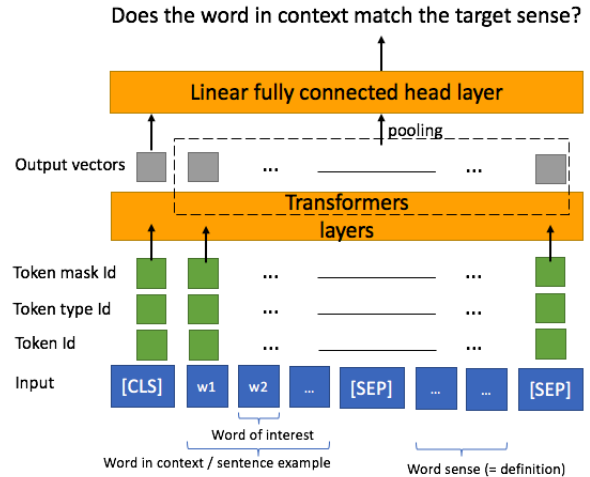 Does the word in context match the target sense?
Linear fully connected head layer
pooling
Output vectors
... ...
Transformers
layers
Token mask Id ... ...
Token type Id ... ...
Token Id ... ...
Input [CLS] w1 w2 ... [SEP] ... ... [SEP]
Word of interest
Word in context / sentence example
Word sense (= definition)